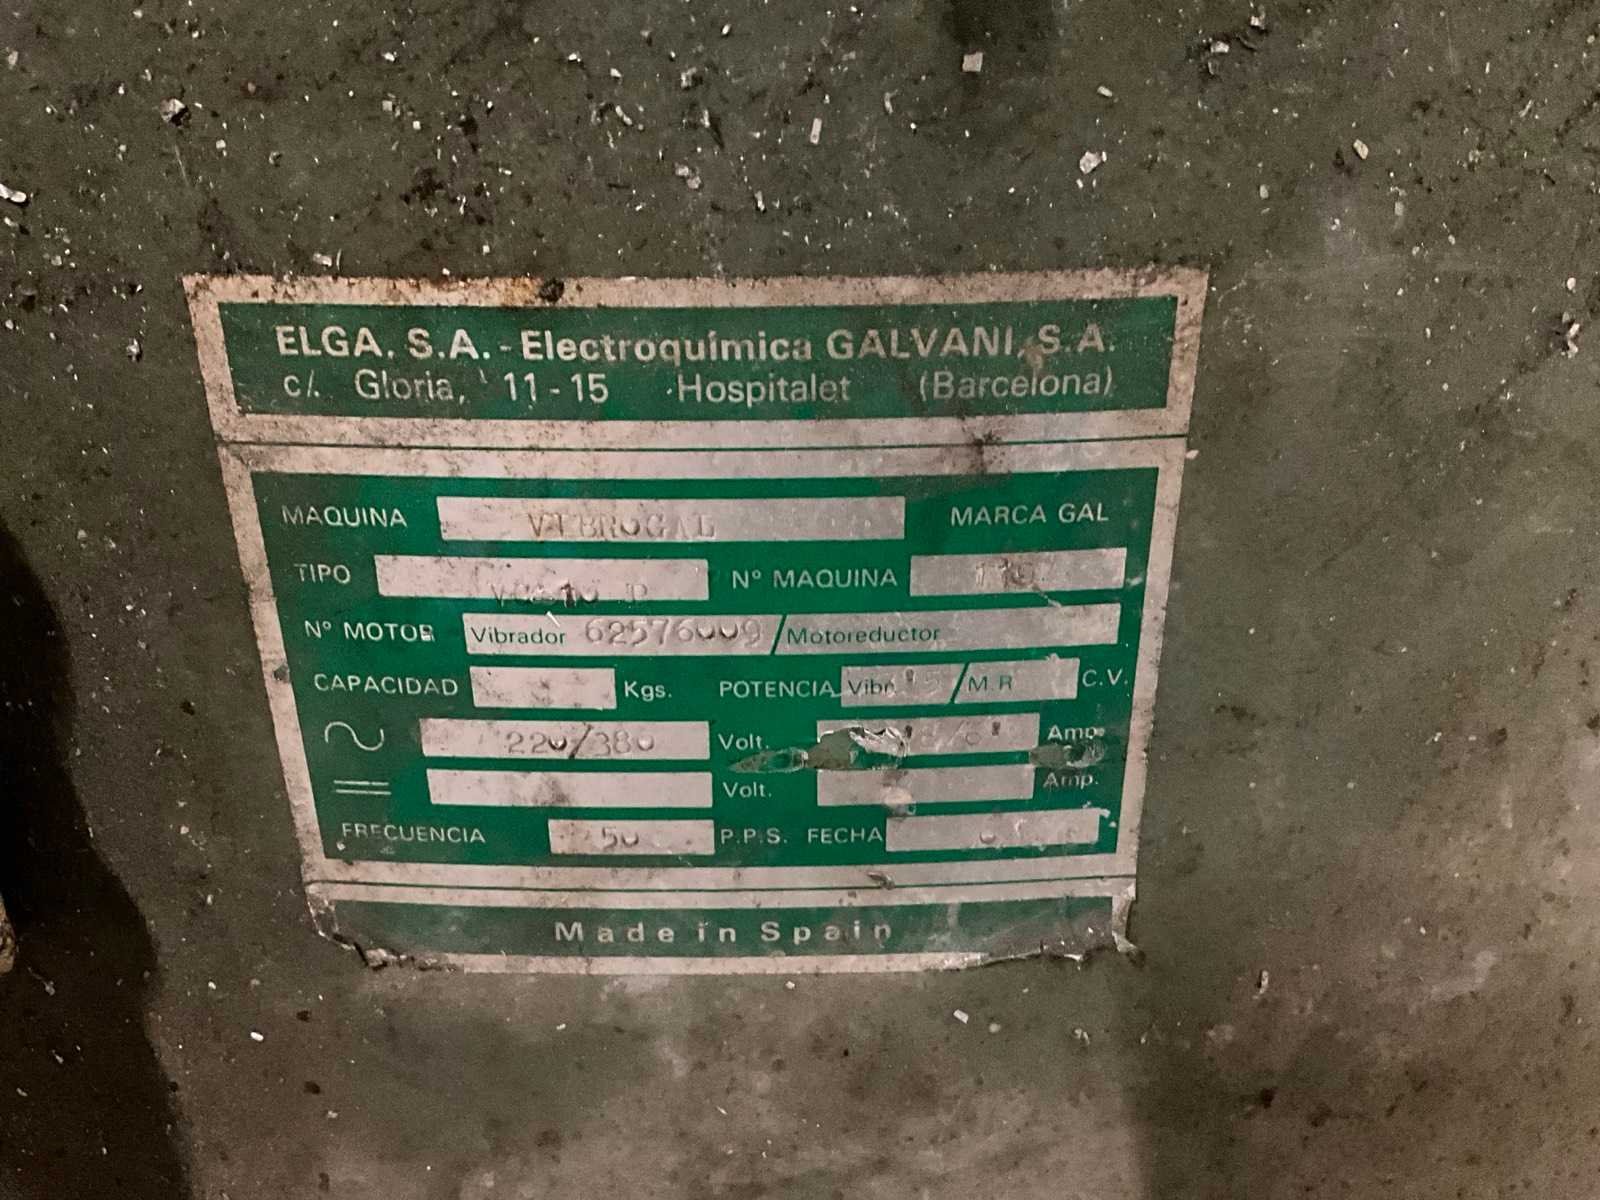 ELGA, S.A. - Electroquímica GALVANI, S.A.
c/. Gloria, 11-15 Hospitalet (Barcelona)
MAQUINA VIBROGAL MARCA GAL
TIPO Nº MAQUINA
Nº MOTOR Vibrador 62576009 / Motoreductor
CAPACIDAD Kgs. POTENCIA Vibr. / M.R C.V.
220/380 Volt. Amp.
Volt. Amp.
FRECUENCIA 50 P.P.S. FECHA
Made in Spain